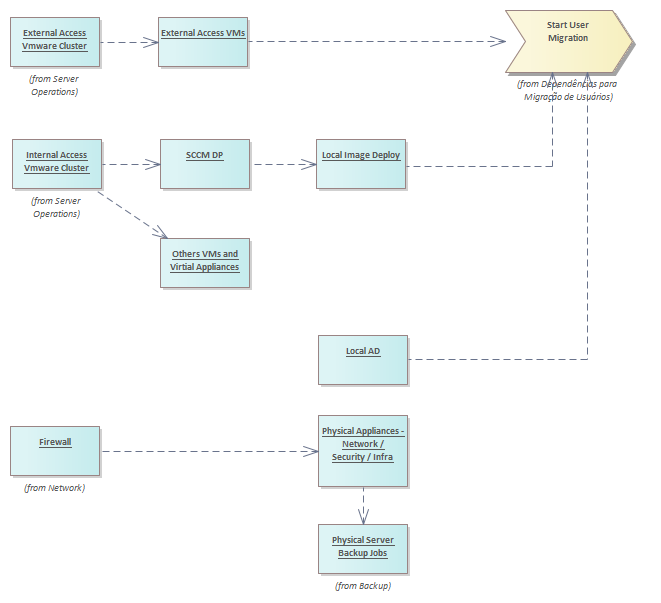 External Access
Vmware Cluster
(from Server
Operations)
External Access VMs
Start User
Migration
(from Dependências para
Migração de Usuários)
Internal Access
Vmware Cluster
(from Server
Operations)
SCCM DP
Local Image Deploy
Others VMs and
Virtial Appliances
Local AD
Firewall
(from Network)
Physical Appliances -
Network /
Security / Infra
Physical Server
Backup Jobs
(from Backup)